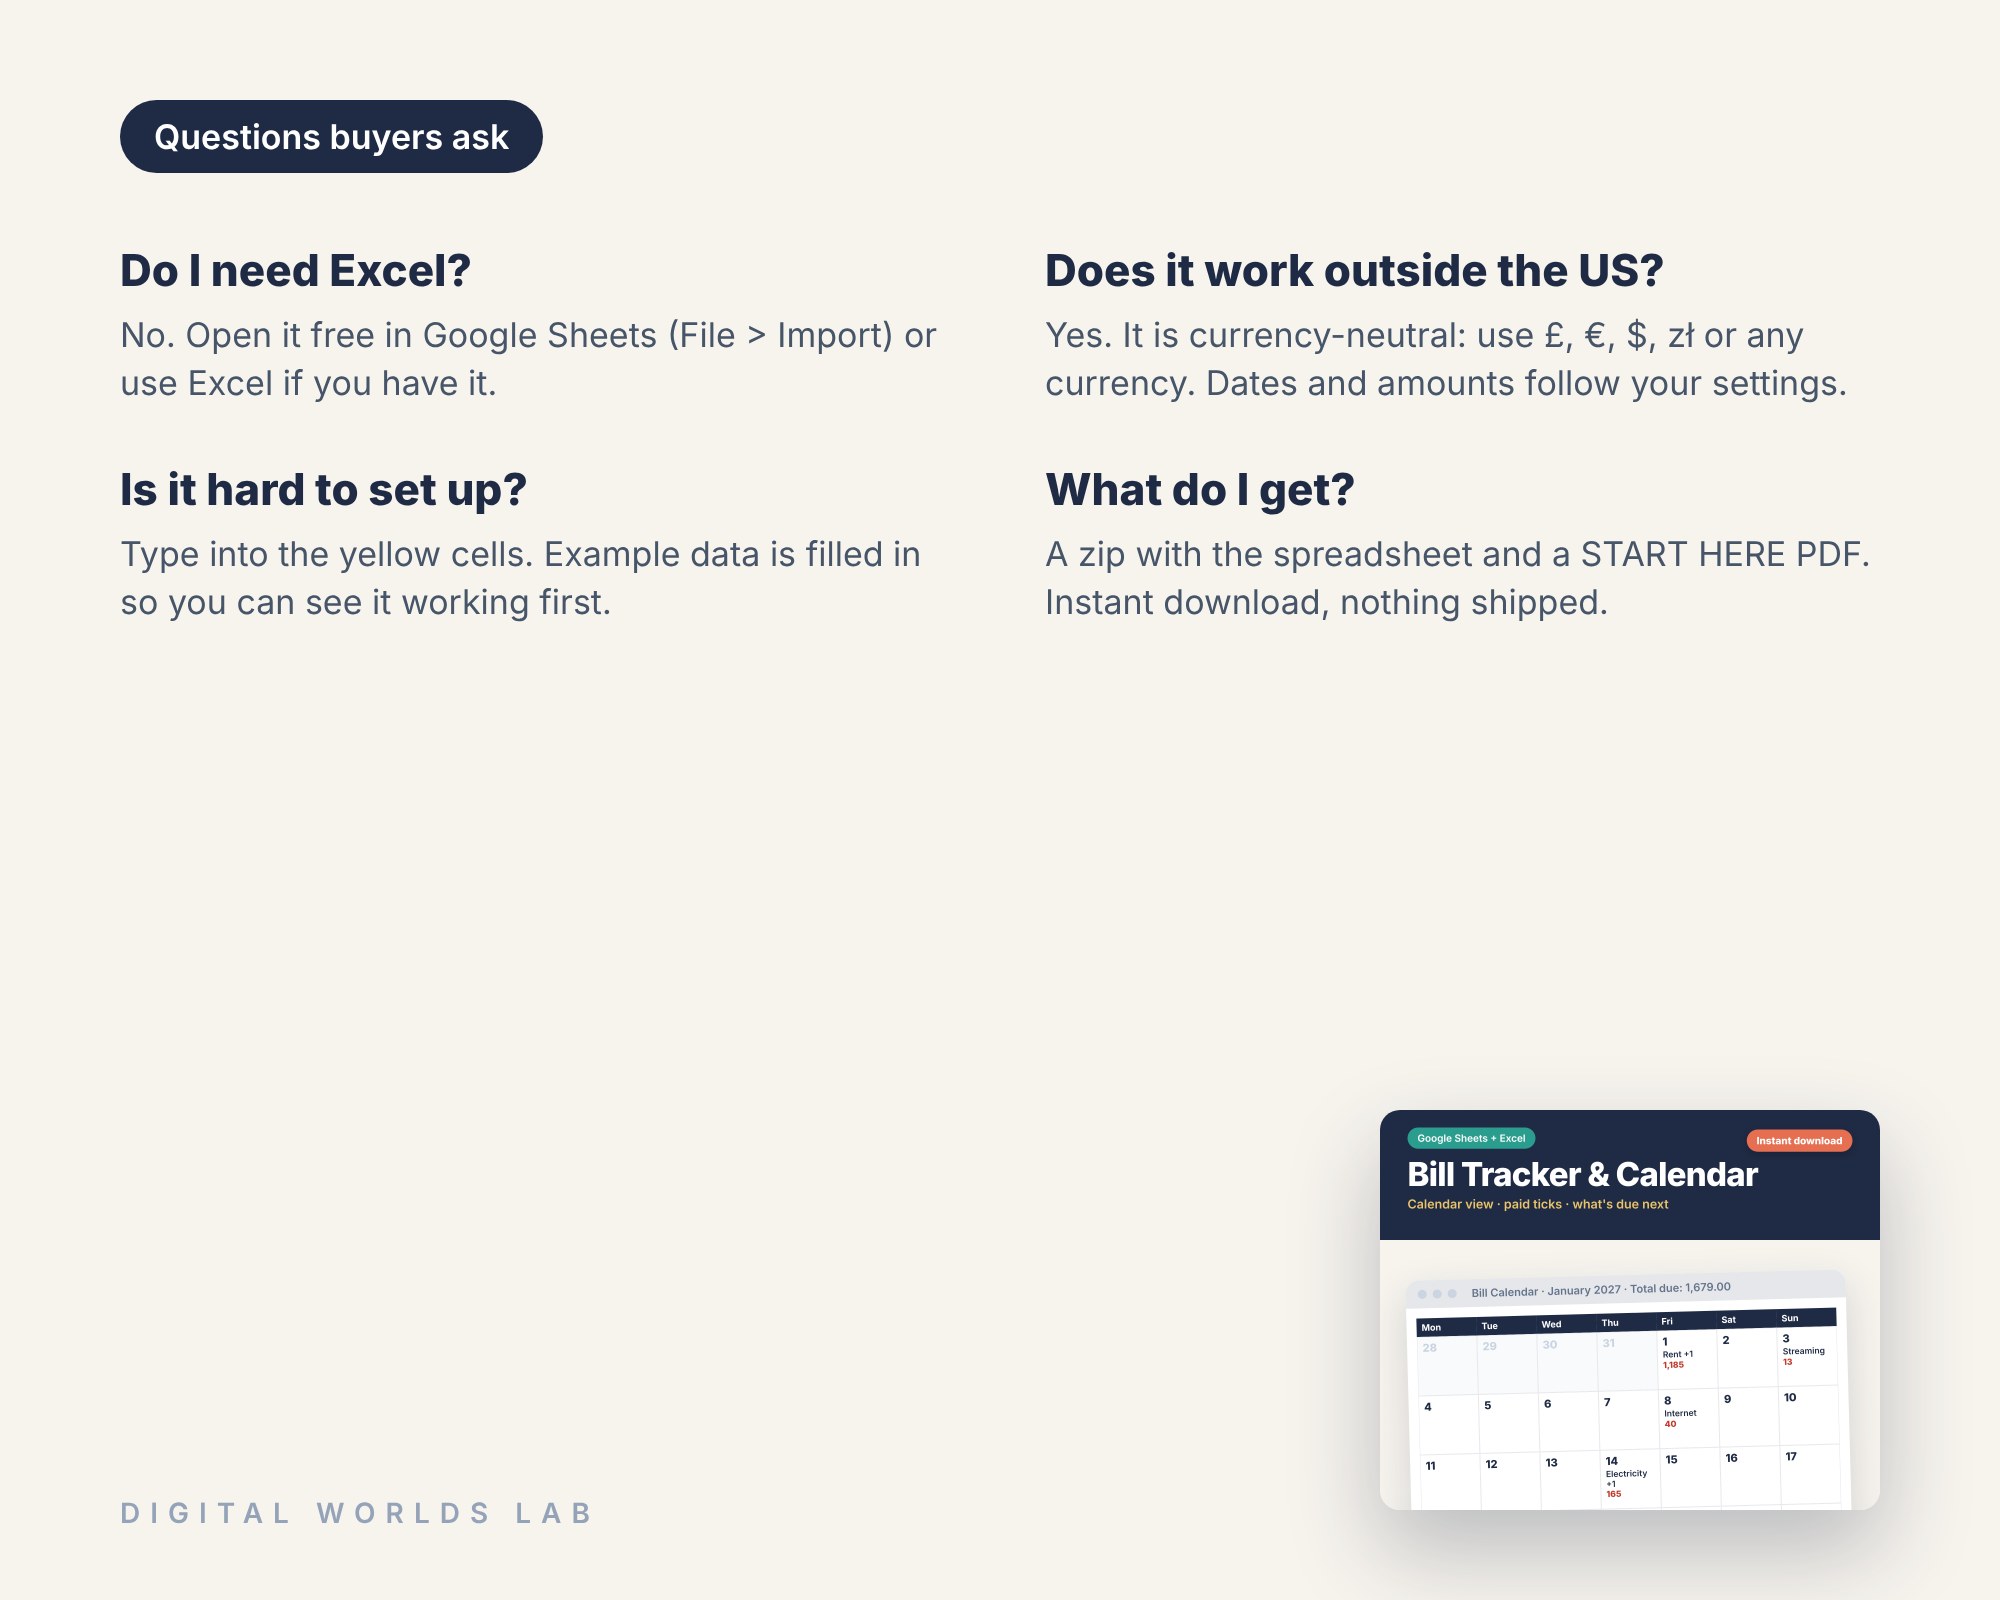 Questions buyers ask
Do I need Excel?
No. Open it free in Google Sheets (File > Import) or
use Excel if you have it.
Does it work outside the US?
Yes. It is currency-neutral: use £, €, $, zł or any
currency. Dates and amounts follow your settings.
Is it hard to set up?
Type into the yellow cells. Example data is filled in
so you can see it working first.
What do I get?
A zip with the spreadsheet and a START HERE PDF.
Instant download, nothing shipped.
Google Sheets + Excel
Instant download
Bill Tracker & Calendar
Calendar view · paid ticks · what's due next
Bill Calendar · January 2027 · Total due: 1,679.00
Mon Tue Wed Thu Fri Sat Sun
28 29 30 31 1 2 3
Rent +1 Streaming
1,185 13
4 5 6 7 8 9 10
Internet
40
11 12 13 14 15 16 17
Electricity
+1
165
DIGITAL WORLDS LAB